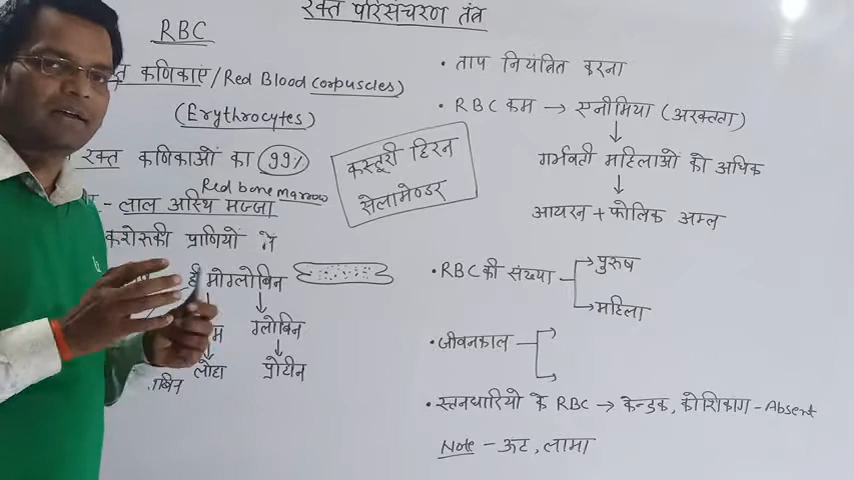 रक्त परिसंचरण तंत्र
RBC
कणिकाएं/Red Blood Corpuscles)
(Erythrocytes)
रक्त कणिकाओं का 99%
Red bone marrow
- लाल अस्थि मज्जा
कशेरूकी प्राणियों में
हीमोग्लोबिन
ग्लोबिन
लौहा
प्रोटीन
कस्तूरी हिरन
सेलामेण्डर
• ताप नियंत्रित करना
• RBC कम → एनीमिया (अरक्तता)
गर्भवती महिलाओं को अधिक
आयरन + फोलिक अम्ल
• RBC की संख्या
पुरुष
महिला
• जीवनकाल
• स्तनधारियो के RBC → केन्द्रक, कोशिकांग - Absent
Note - ऊंट, लामा